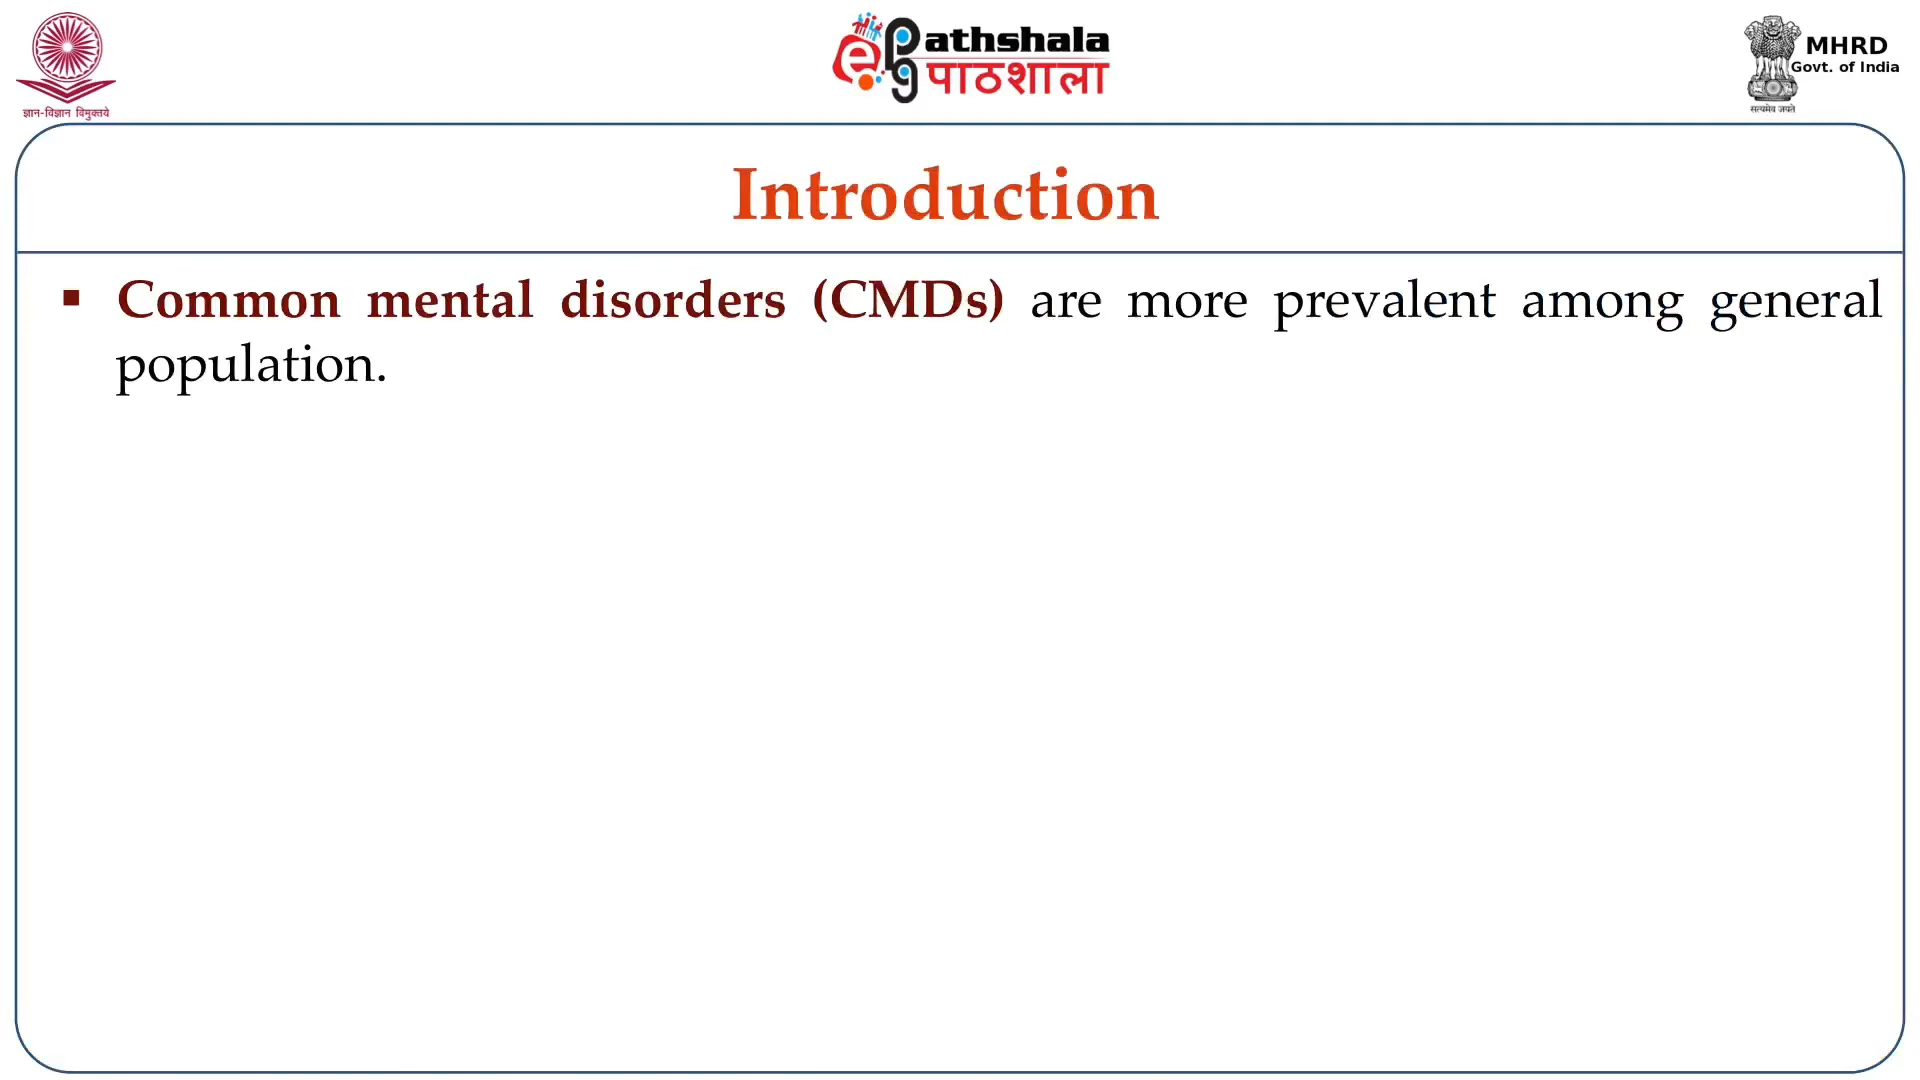 ज्ञान-विज्ञान विमुक्तये
ePathshala
पाठशाला
MHRD
Govt. of India
सत्यमेव जयते
Introduction
▪ Common mental disorders (CMDs) are more prevalent among general
population.